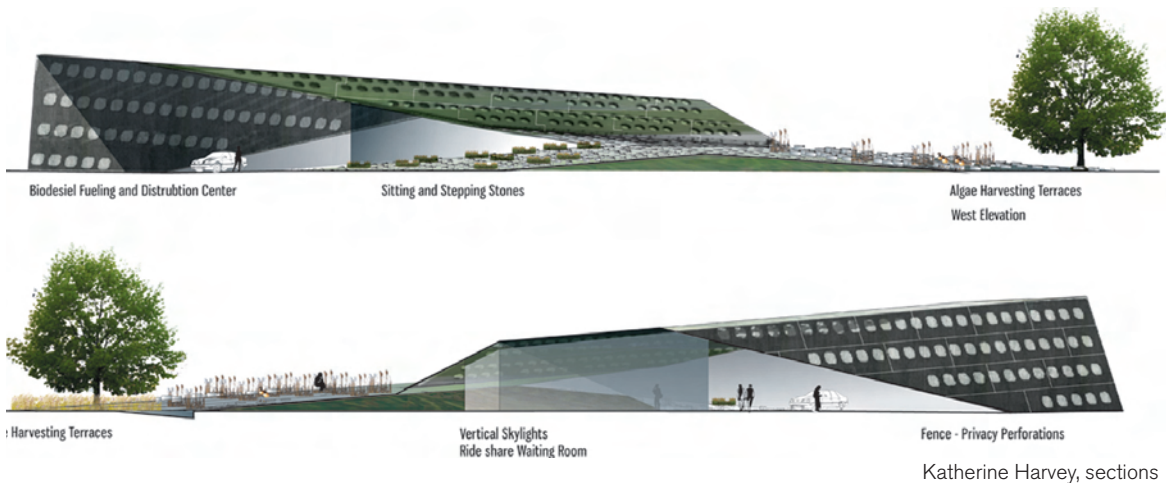 Biodesiel Fueling and Distrubtion Center
Sitting and Stepping Stones
Algae Harvesting Terraces
West Elevation
Harvesting Terraces
Vertical Skylights
Ride share Waiting Room
Fence - Privacy Perforations
Katherine Harvey, sections